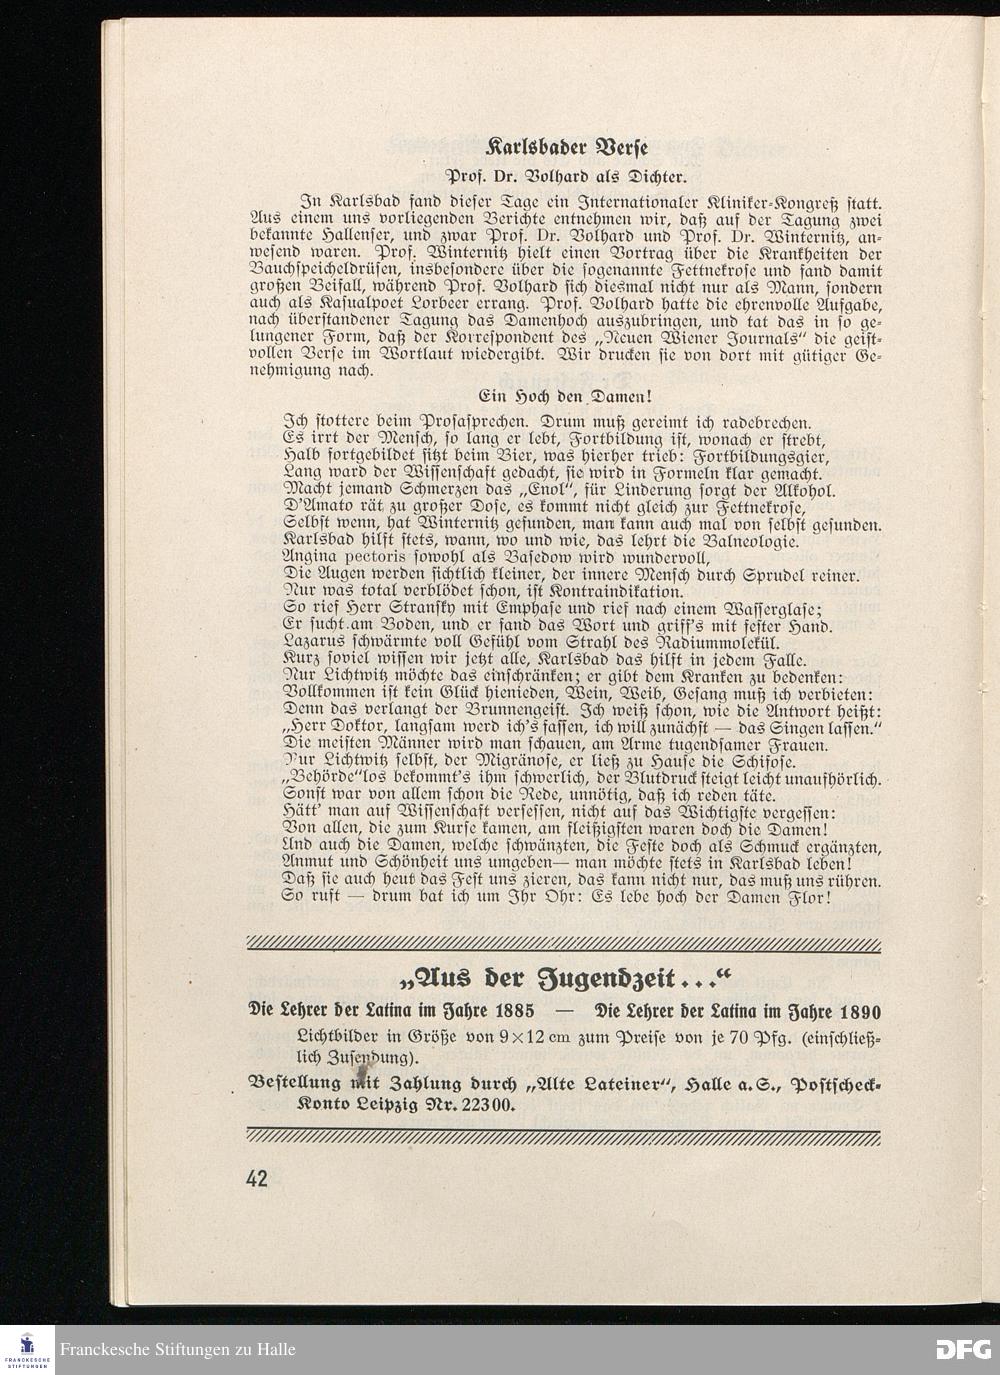 Karlsbader Verse
Prof. Dr. Volhard als Dichter.
In Karlsbad fand dieser Tage ein Internationaler Kliniker-Kongreß statt.
Aus einem uns vorliegenden Berichte entnehmen wir, daß auf der Tagung zwei
bekannte Hallenser, und zwar Prof. Dr. Volhard und Prof. Dr. Winternitz, an-
wesend waren. Prof. Winternitz hielt einen Vortrag über die Krankheiten der
Bauchspeicheldrüsen, insbesondere über die sogenannte Fettnekrose und fand damit
großen Beifall, während Prof. Volhard sich diesmal nicht nur als Mann, sondern
auch als Kasualpoet Lorbeer errang. Prof. Volhard hatte die ehrenvolle Aufgabe,
nach überstandener Tagung das Damenhoch auszubringen, und tat das in so ge-
lungener Form, daß der Korrespondent des „Neuen Wiener Journals“ die geist-
vollen Verse im Wortlaut wiedergibt. Wir drucken sie von dort mit gütiger Ge-
nehmigung nach.
Ein Hoch den Damen!
Ich stottere beim Prosasprechen. Drum muß gereimt ich radebrechen.
Es irrt der Mensch, so lang er lebt, Fortbildung ist, wonach er strebt,
Halb fortgebildet sitzt beim Bier, was hierher trieb: Fortbildungsgier,
Lang ward der Wissenschaft gedacht, sie wird in Formeln klar gemacht.
Macht jemand Schmerzen das „Enol“, für Linderung sorgt der Alkohol.
D'Amato rät zu großer Dose, es kommt nicht gleich zur Fettnekrose,
Selbst wenn, hat Winternitz gefunden, man kann auch mal von selbst gesunden.
Karlsbad hilft stets, wann, wo und wie, das lehrt die Balneologie.
Angina pectoris sowohl als Basedow wird wundervoll,
Die Augen werden sichtlich kleiner, der innere Mensch durch Sprudel reiner.
Nur was total verblödet schon, ist Kontraindikation.
So rief Herr Stransky mit Emphase und rief nach einem Wasserglase;
Er sucht am Boden, und er fand das Wort und griff's mit fester Hand.
Lazarus schwärmte voll Gefühl vom Strahl des Radiummolekül.
Kurz soviel wissen wir jetzt alle, Karlsbad das hilft in jedem Falle.
Nur Lichtwitz möchte das einschränken; er gibt dem Kranken zu bedenken:
Vollkommen ist kein Glück hienieden, Wein, Weib, Gesang muß ich verbieten:
Denn das verlangt der Brunnengeist. Ich weiß schon, wie die Antwort heißt:
„Herr Doktor, langsam werd ich's fassen, ich will zunächst — das Singen lassen.“
Die meisten Männer wird man schauen, am Arme tugendsamer Frauen.
Nur Lichtwitz selbst, der Migränose, er ließ zu Hause die Schisose.
„Behörde“los bekommt's ihm schwerlich, der Blutdruck steigt leicht unaufhörlich.
Sonst war von allem schon die Rede, unnötig, daß ich reden täte.
Hätt' man auf Wissenschaft versessen, nicht auf das Wichtigste vergessen:
Von allen, die zum Kurse kamen, am fleißigsten waren doch die Damen!
Und auch die Damen, welche schwänzten, die Feste doch als Schmuck ergänzten,
Anmut und Schönheit uns umgeben— man möchte stets in Karlsbad leben!
Daß sie auch heut das Fest uns zieren, das kann nicht nur, das muß uns rühren.
So ruft — drum bat ich um Ihr Ohr: Es lebe hoch der Damen Flor!
„Aus der Jugendzeit...“
Die Lehrer der Latina im Jahre 1885 — Die Lehrer der Latina im Jahre 1890
Lichtbilder in Größe von 9×12 cm zum Preise von je 70 Pfg. (einschließ-
lich Zusendung).
Bestellung mit Zahlung durch „Alte Lateiner“, Halle a. S., Postscheck-
Konto Leipzig Nr. 22300.
42
FRANCKESCHE
STIFTUNGEN
Franckesche Stiftungen zu Halle
DFG